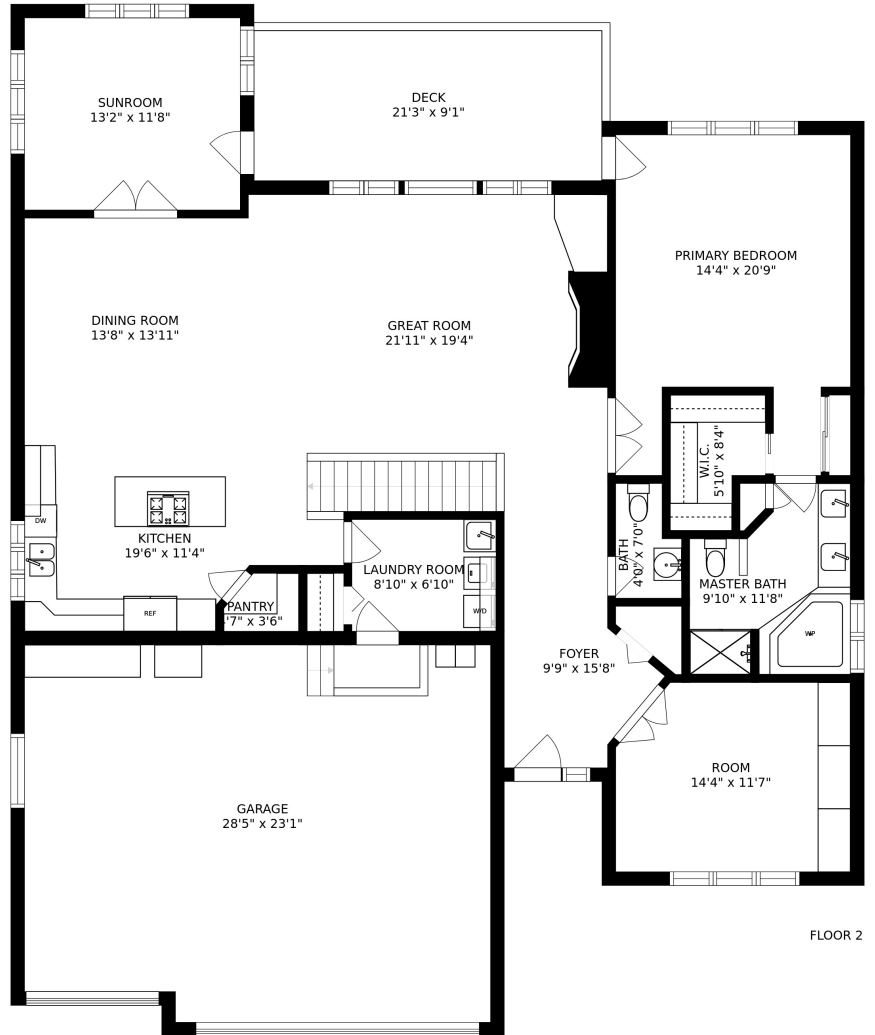 SUNROOM
13'2" x 11'8"
DECK
21'3" x 9'1"
PRIMARY BEDROOM
14'4" x 20'9"
DINING ROOM
13'8" x 13'11"
GREAT ROOM
21'11" x 19'4"
W.I.C.
5'10" x 8'4"
DW
KITCHEN
19'6" x 11'4"
LAUNDRY ROOM
8'10" x 6'10"
BATH
4'0" x 7'0"
MASTER BATH
9'10" x 11'8"
REF
PANTRY
'7" x 3'6"
W/D
WP
FOYER
9'9" x 15'8"
ROOM
14'4" x 11'7"
GARAGE
28'5" x 23'1"
FLOOR 2